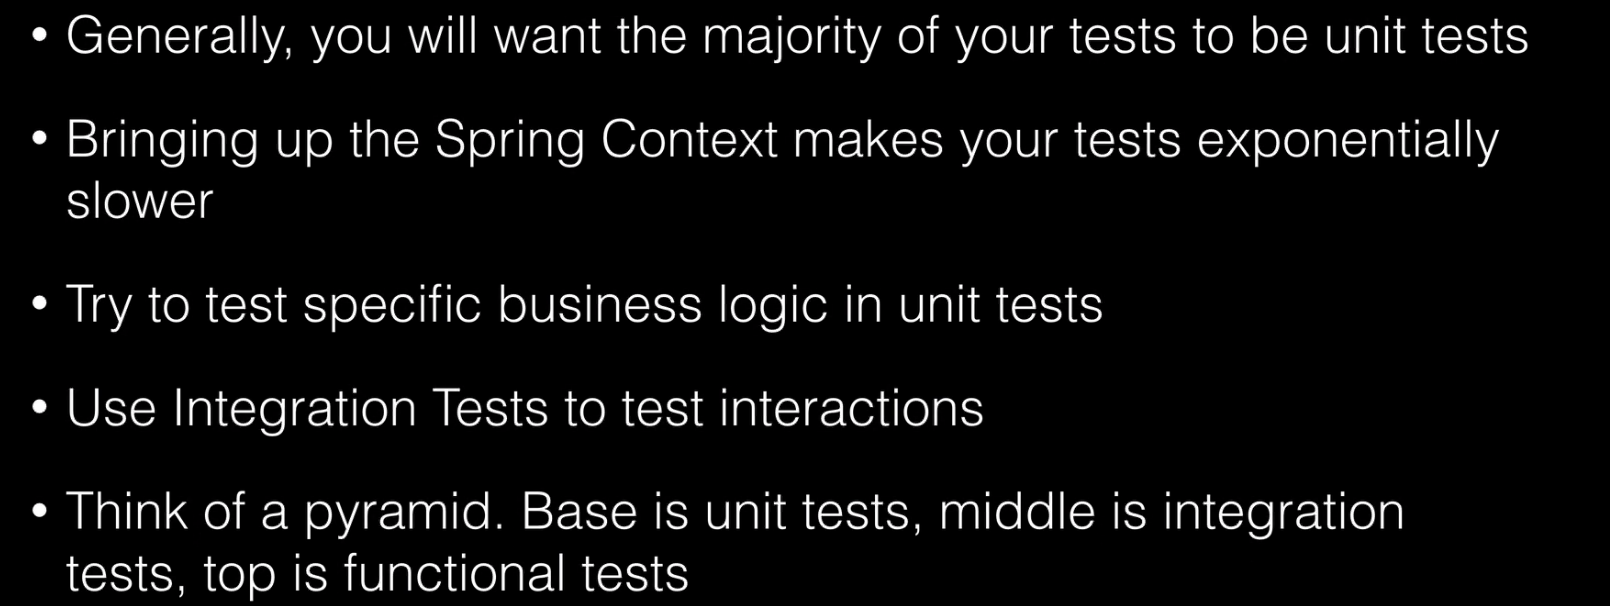 • Generally, you will want the majority of your tests to be unit tests
• Bringing up the Spring Context makes your tests exponentially
slower
• Try to test specific business logic in unit tests
• Use Integration Tests to test interactions
• Think of a pyramid. Base is unit tests, middle is integration
tests, top is functional tests